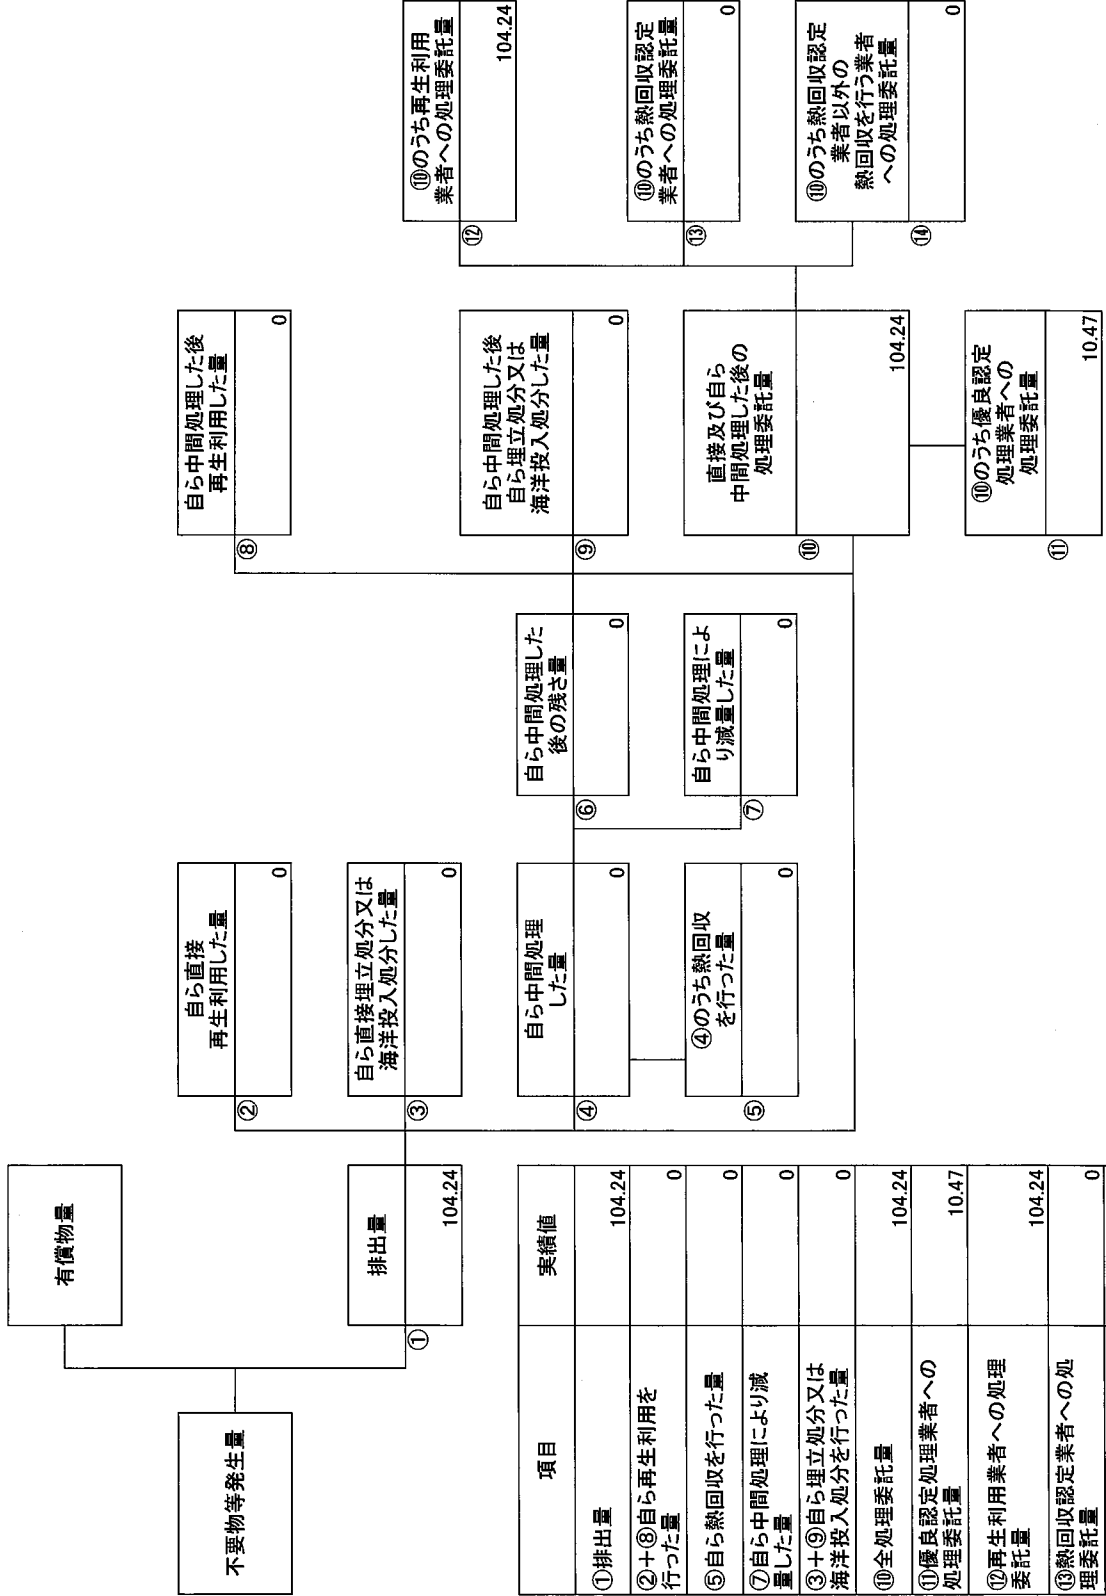 不要物等発生量
有償物量
排出量
①
104.24
自ら直接
再生利用した量
②
0
自ら直接埋立処分又は
海洋投入処分した量
③
0
自ら中間処理
した量
④
0
④のうち熱回収
を行った量
⑤
0
自ら中間処理した
後の残さ量
⑥
0
自ら中間処理によ
り減量した量
⑦
0
自ら中間処理した後
再生利用した量
⑧
0
自ら中間処理した後
自ら埋立処分又は
海洋投入処分した量
⑨
0
直接及び自ら
中間処理した後の
処理委託量
⑩
104.24
⑩のうち優良認定
処理業者への
処理委託量
⑪
10.47
⑩のうち再生利用
業者への処理委託量
⑫
104.24
⑩のうち熱回収認定
業者への処理委託量
⑬
0
⑩のうち熱回収認定
業者以外の
熱回収を行う業者
への処理委託量
⑭
0
項目 実績値
①排出量 104.24
②+⑧自ら再生利用を
行った量 0
⑤自ら熱回収を行った量 0
⑦自ら中間処理により減
量した量 0
③+⑨自ら埋立処分又は
海洋投入処分を行った量 0
⑩全処理委託量 104.24
⑪優良認定処理業者への
処理委託量 10.47
⑫再生利用業者への処理
委託量 104.24
⑬熱回収認定業者への処
理委託量 0